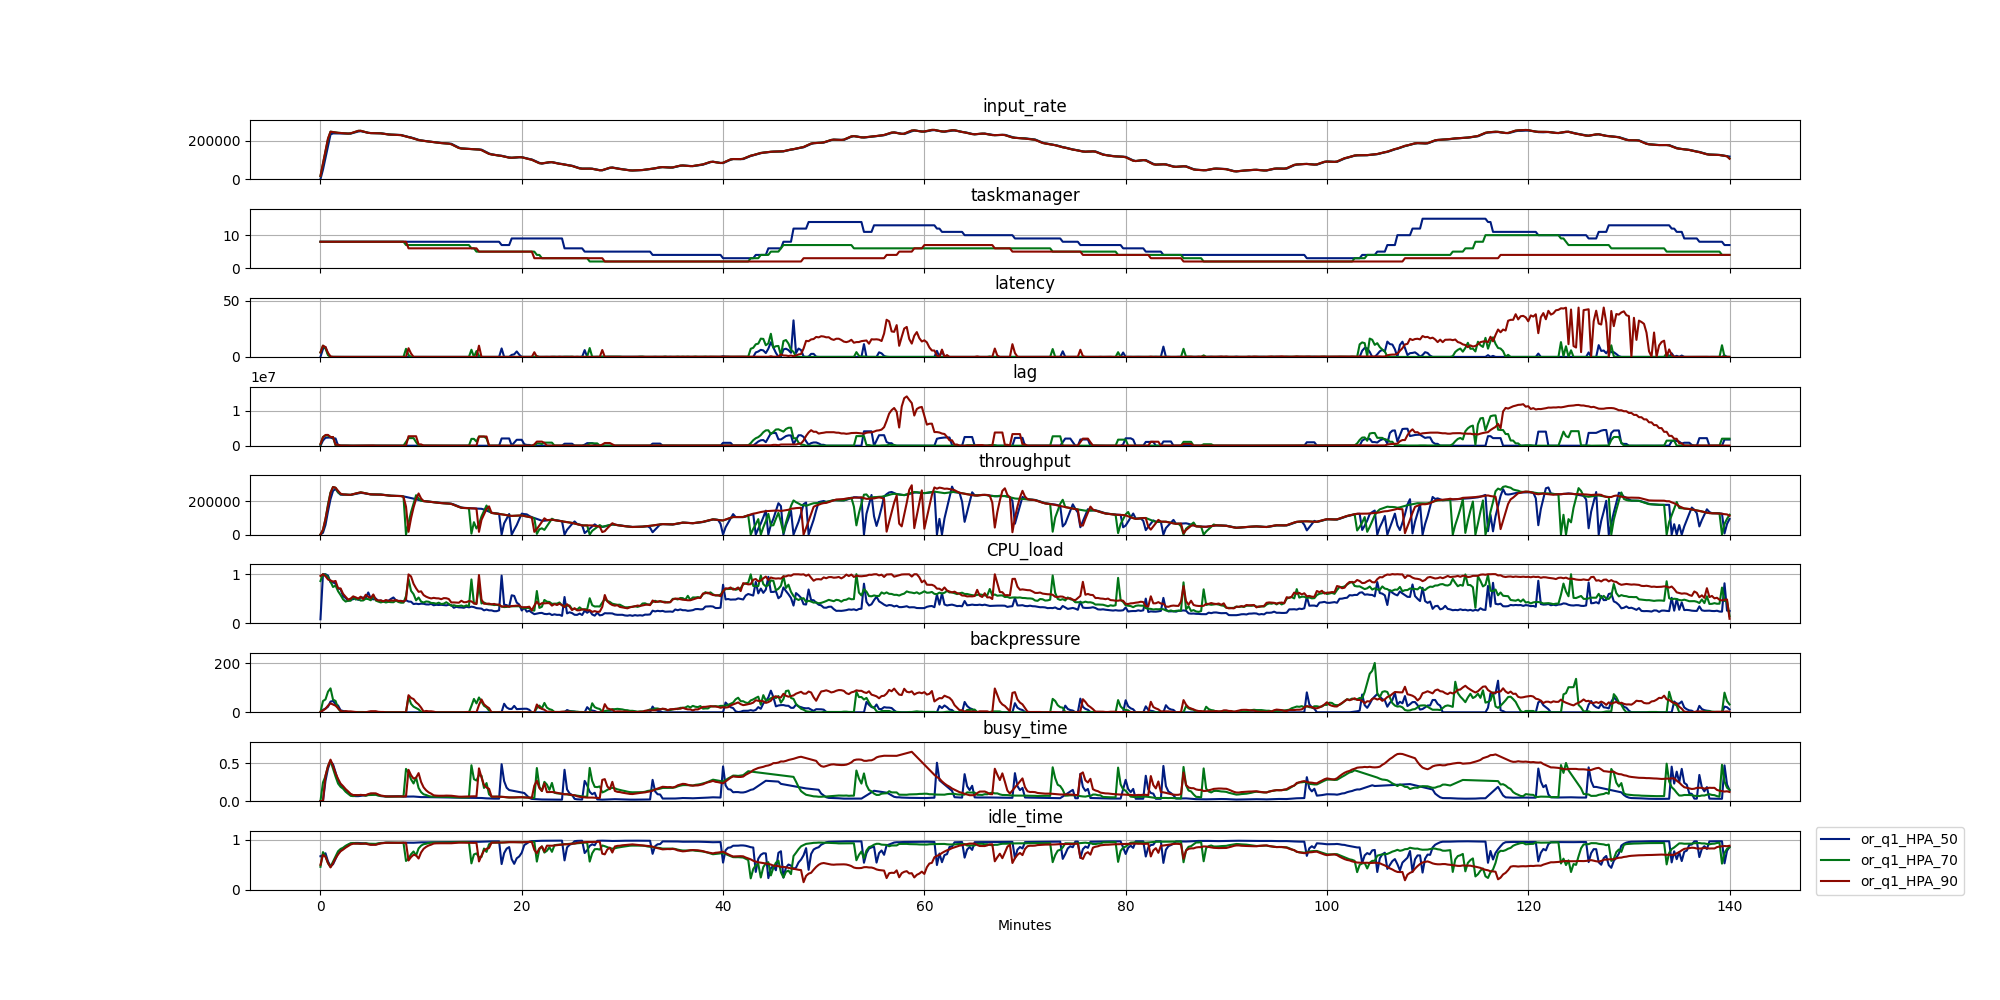 input_rate
200000
0
taskmanager
10
0
latency
50
0
lag
1e7
1
0
throughput
200000
0
CPU_load
1
0
backpressure
200
0
busy_time
0.5
0.0
idle_time
1
0
0 20 40 60 80 100 120 140
Minutes
or_q1_HPA_50
or_q1_HPA_70
or_q1_HPA_90